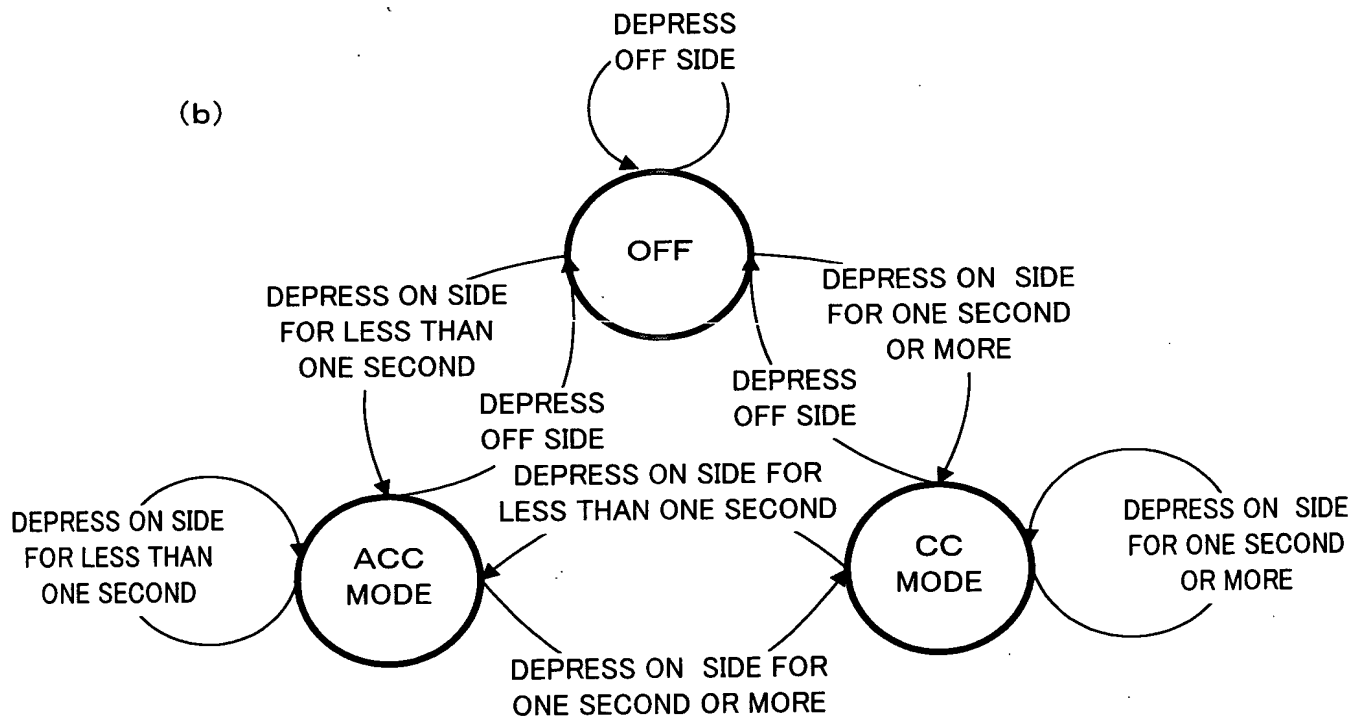 DEPRESS
OFF SIDE
(b)
OFF
DEPRESS ON SIDE
FOR LESS THAN
ONE SECOND
DEPRESS ON SIDE
FOR ONE SECOND
OR MORE
DEPRESS
OFF SIDE
DEPRESS
OFF SIDE
DEPRESS ON SIDE FOR
LESS THAN ONE SECOND
DEPRESS ON SIDE
FOR LESS THAN
ONE SECOND
ACC
MODE
CC
MODE
DEPRESS ON SIDE
FOR ONE SECOND
OR MORE
DEPRESS ON SIDE FOR
ONE SECOND OR MORE